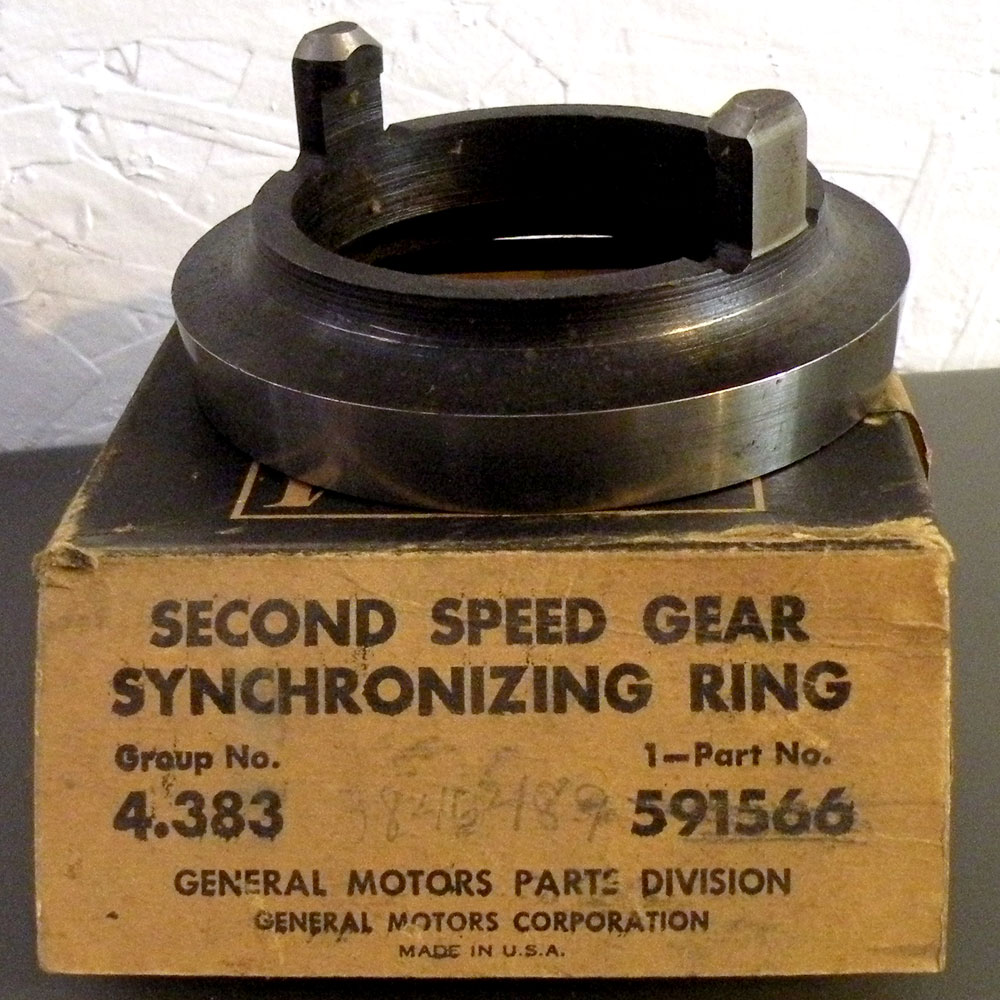 SECOND SPEED GEAR
SYNCHRONIZING RING
Group No. 1—Part No.
4.383 591566
GENERAL MOTORS PARTS DIVISION
GENERAL MOTORS CORPORATION
MADE IN U.S.A.